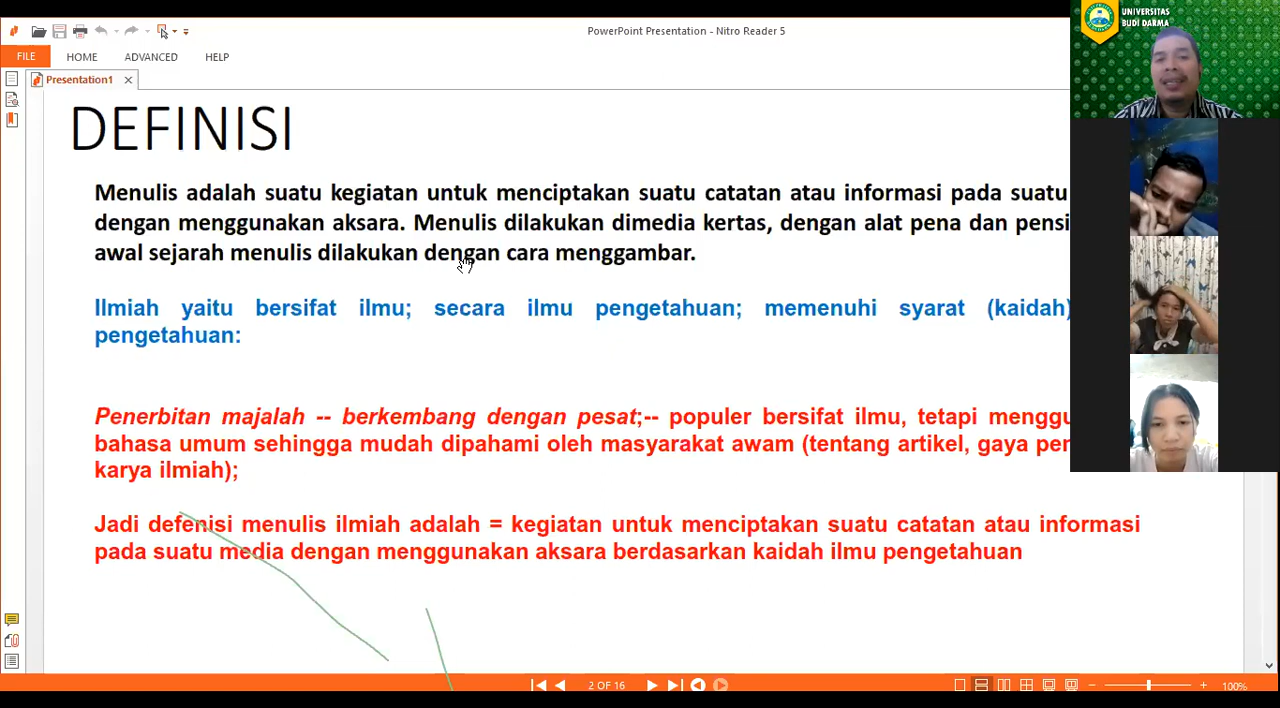 PowerPoint Presentation - Nitro Reader 5
UNIVERSITAS
BUDI DARMA
FILE HOME ADVANCED HELP
Presentation1
DEFINISI
Menulis adalah suatu kegiatan untuk menciptakan suatu catatan atau informasi pada suatu
dengan menggunakan aksara. Menulis dilakukan dimedia kertas, dengan alat pena dan
awal sejarah menulis dilakukan dengan cara menggambar.
Ilmiah yaitu bersifat ilmu; secara ilmu pengetahuan; memenuhi syarat (kaidah)
pengetahuan:
Penerbitan majalah -- berkembang dengan pesat;-- populer bersifat ilmu, tetapi
bahasa umum sehingga mudah dipahami oleh masyarakat awam (tentang artikel, gaya
karya ilmiah);
Jadi defenisi menulis ilmiah adalah = kegiatan untuk menciptakan suatu catatan atau informasi
pada suatu media dengan menggunakan aksara berdasarkan kaidah ilmu pengetahuan
2 OF 16
100%